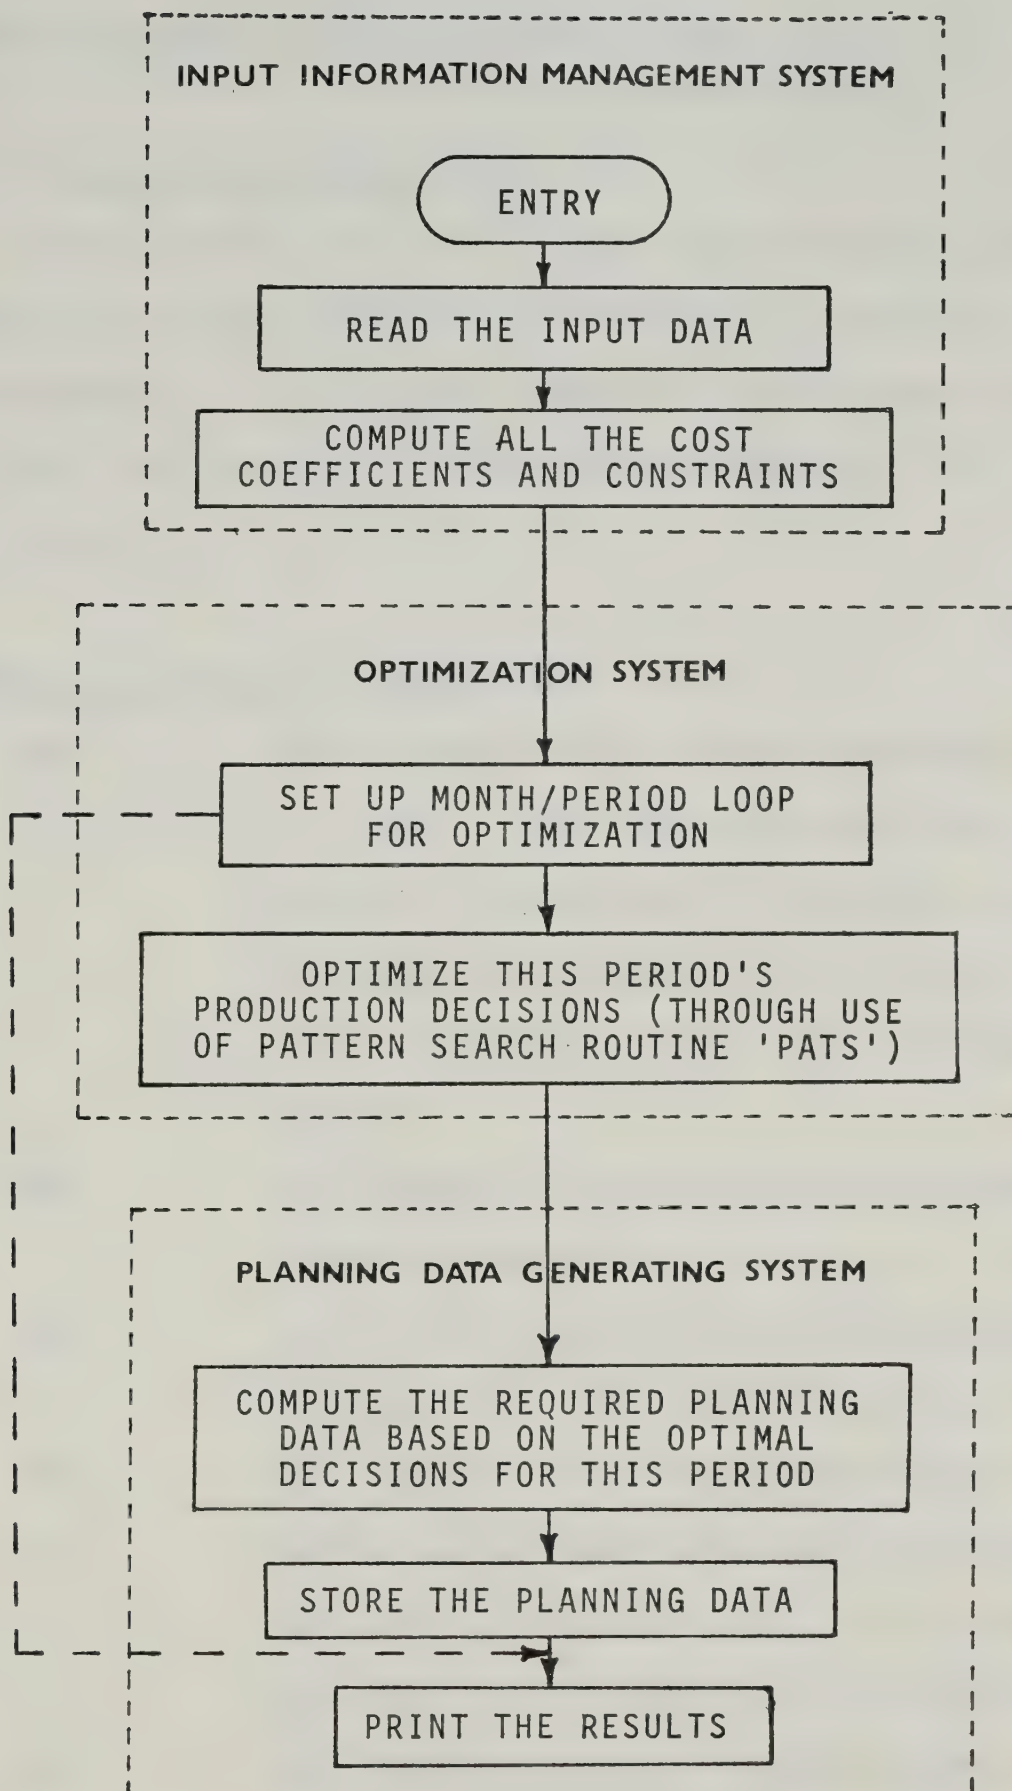 INPUT INFORMATION MANAGEMENT SYSTEM
ENTRY
READ THE INPUT DATA
COMPUTE ALL THE COST
COEFFICIENTS AND CONSTRAINTS
OPTIMIZATION SYSTEM
SET UP MONTH/PERIOD LOOP
FOR OPTIMIZATION
OPTIMIZE THIS PERIOD'S
PRODUCTION DECISIONS (THROUGH USE
OF PATTERN SEARCH ROUTINE 'PATS')
PLANNING DATA GENERATING SYSTEM
COMPUTE THE REQUIRED PLANNING
DATA BASED ON THE OPTIMAL
DECISIONS FOR THIS PERIOD
STORE THE PLANNING DATA
PRINT THE RESULTS